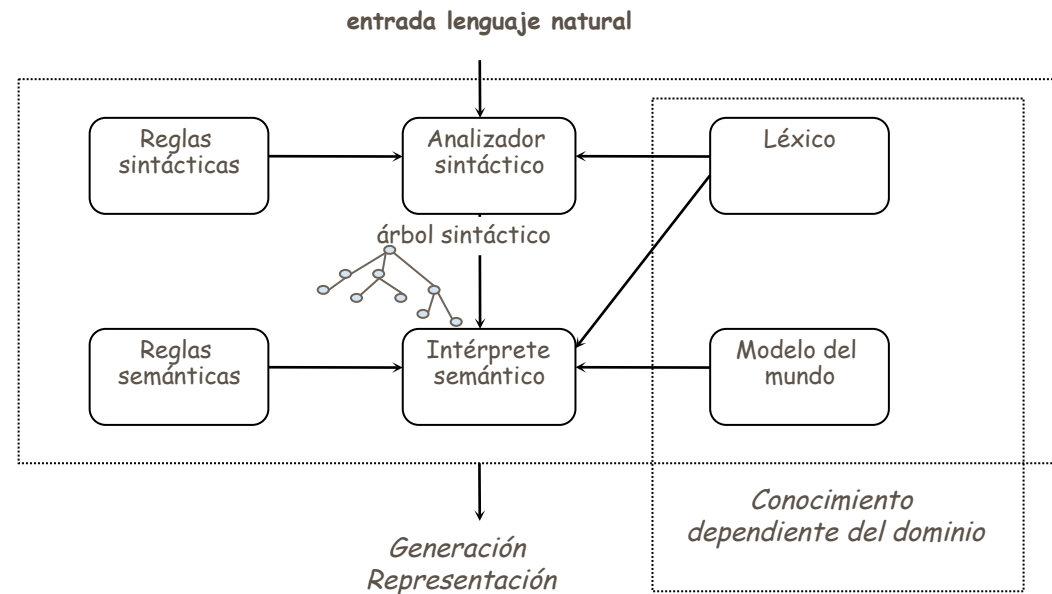 entrada lenguaje natural
Reglas
sintácticas
Analizador
sintáctico
Léxico
árbol sintáctico
Reglas
semánticas
Intérprete
semántico
Modelo del
mundo
Conocimiento
dependiente del dominio
Generación
Representación